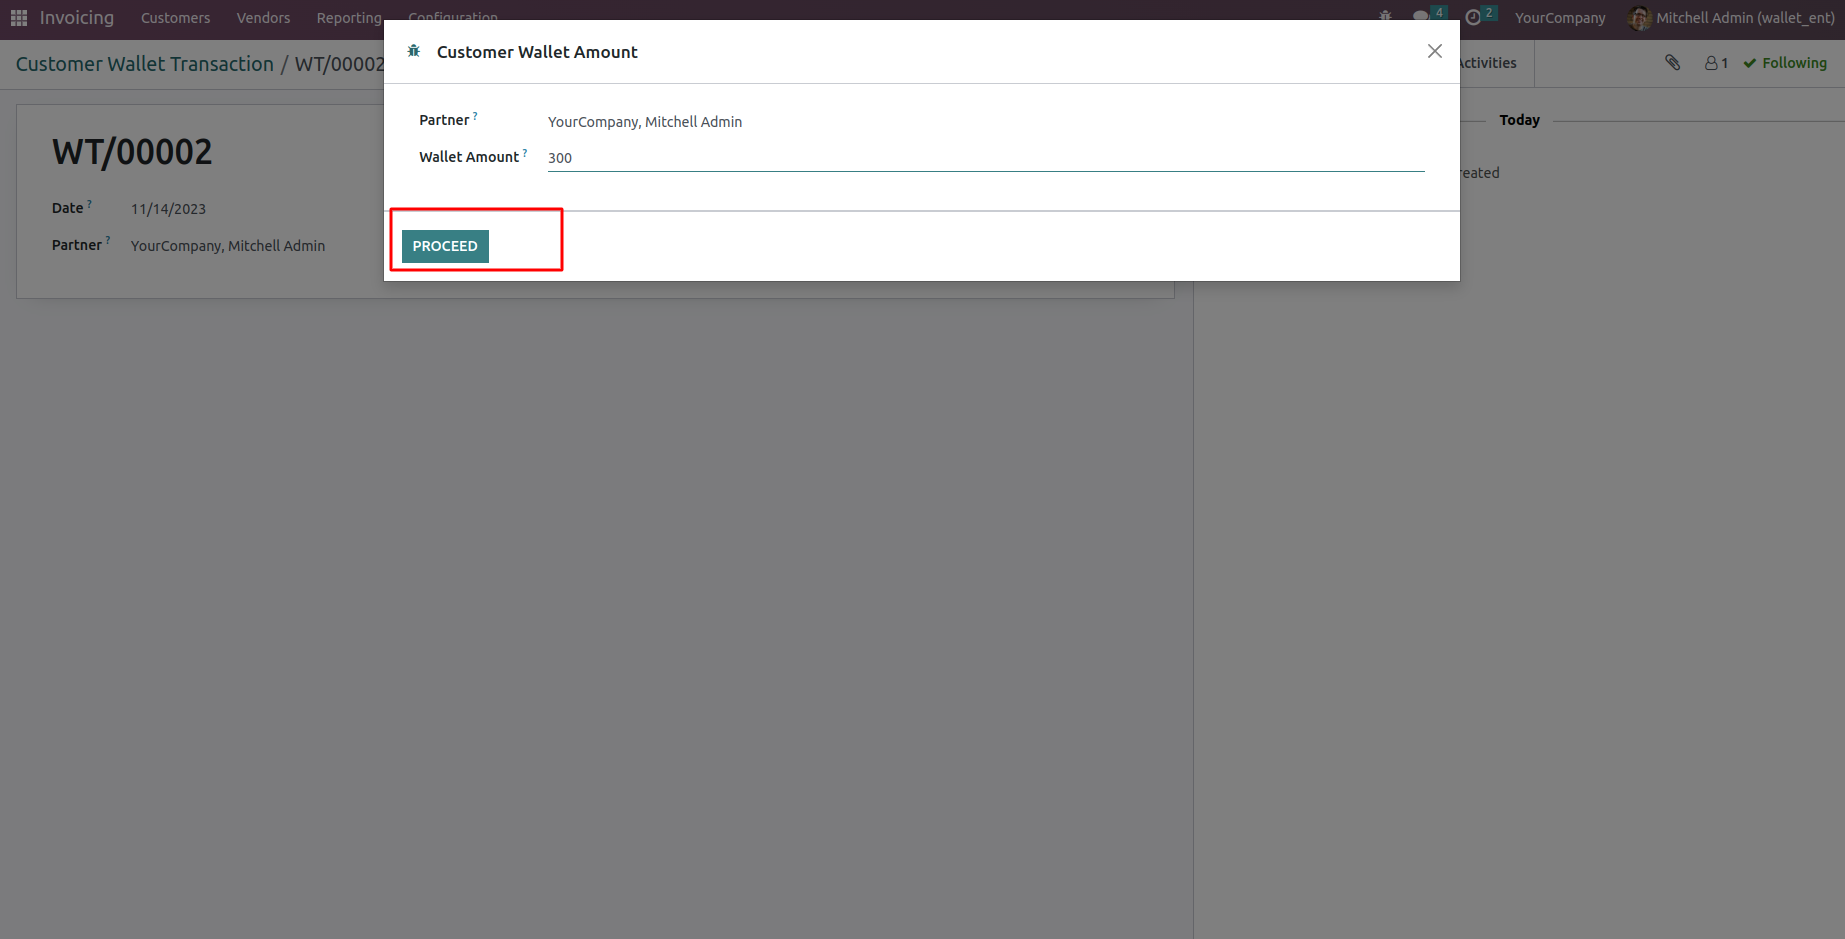 Invoicing Customers Vendors Reporting Configuration 4 2 YourCompany Mitchell Admin (wallet_ent)
Customer Wallet Transaction / WT/00002
Activities 1 Following
Customer Wallet Amount
Partner ? YourCompany, Mitchell Admin
Wallet Amount ? 300
PROCEED
WT/00002
Date ? 11/14/2023
Partner ? YourCompany, Mitchell Admin
Today
reated